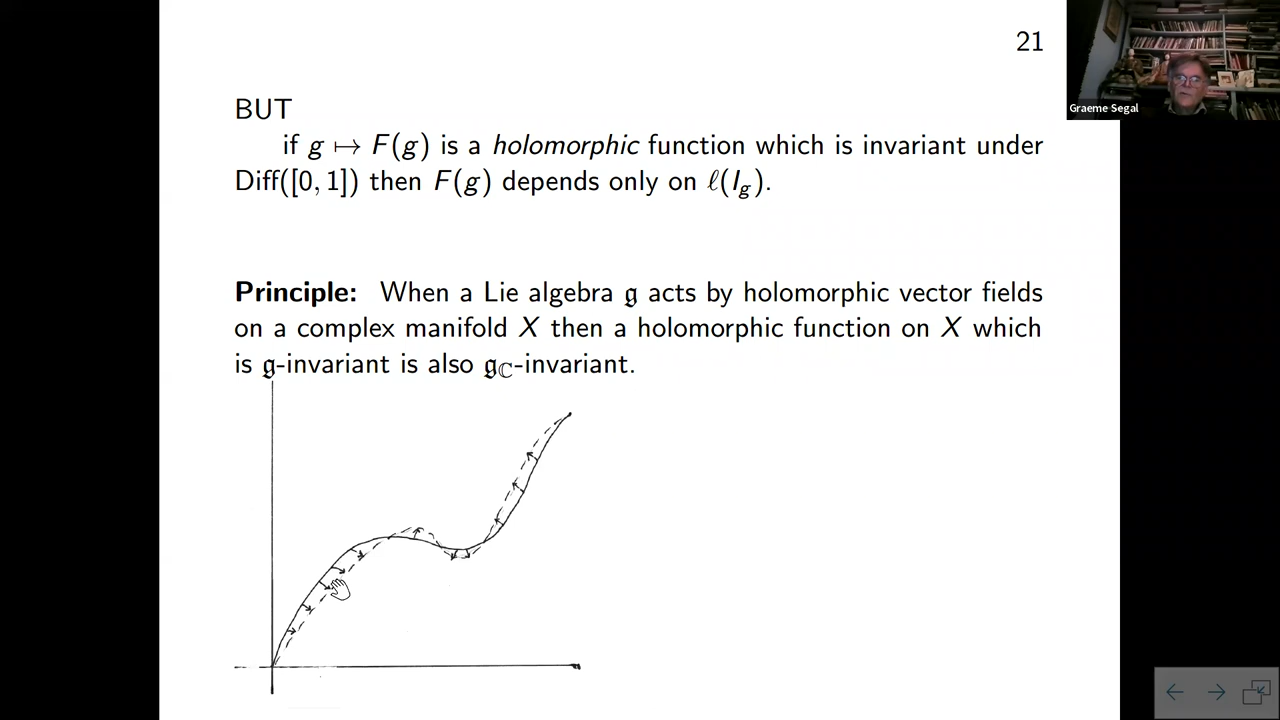 21
Graeme Segal
BUT
if g ↦ F(g) is a holomorphic function which is invariant under
Diff([0, 1]) then F(g) depends only on ℓ(I_g).
Principle: When a Lie algebra 𝔤 acts by holomorphic vector fields
on a complex manifold X then a holomorphic function on X which
is 𝔤-invariant is also 𝔤_ℂ-invariant.